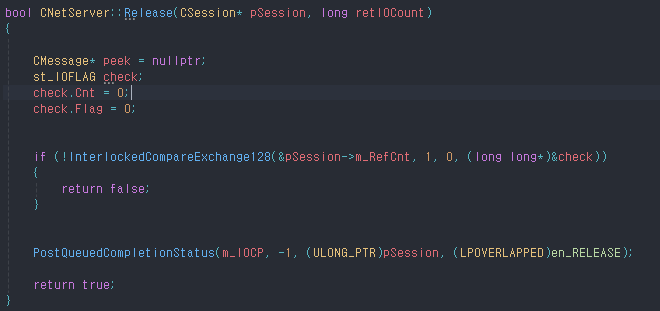 bool CNetServer::Release(CSession* pSession, long retIOCount)
{
CMessage* peek = nullptr;
st_IOFLAG check;
check.Cnt = 0;
check.Flag = 0;
if (!InterlockedCompareExchange128(&pSession->m_RefCnt, 1, 0, (long long*)&check))
{
return false;
}
PostQueuedCompletionStatus(m_IOCP, -1, (ULONG_PTR)pSession, (LPOVERLAPPED)en_RELEASE);
return true;
}